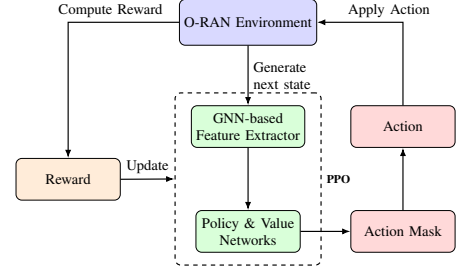 Compute Reward
O-RAN Environment
Apply Action
Generate
next state
GNN-based
Feature Extractor
Action
Reward
Update
PPO
Policy & Value
Networks
Action Mask